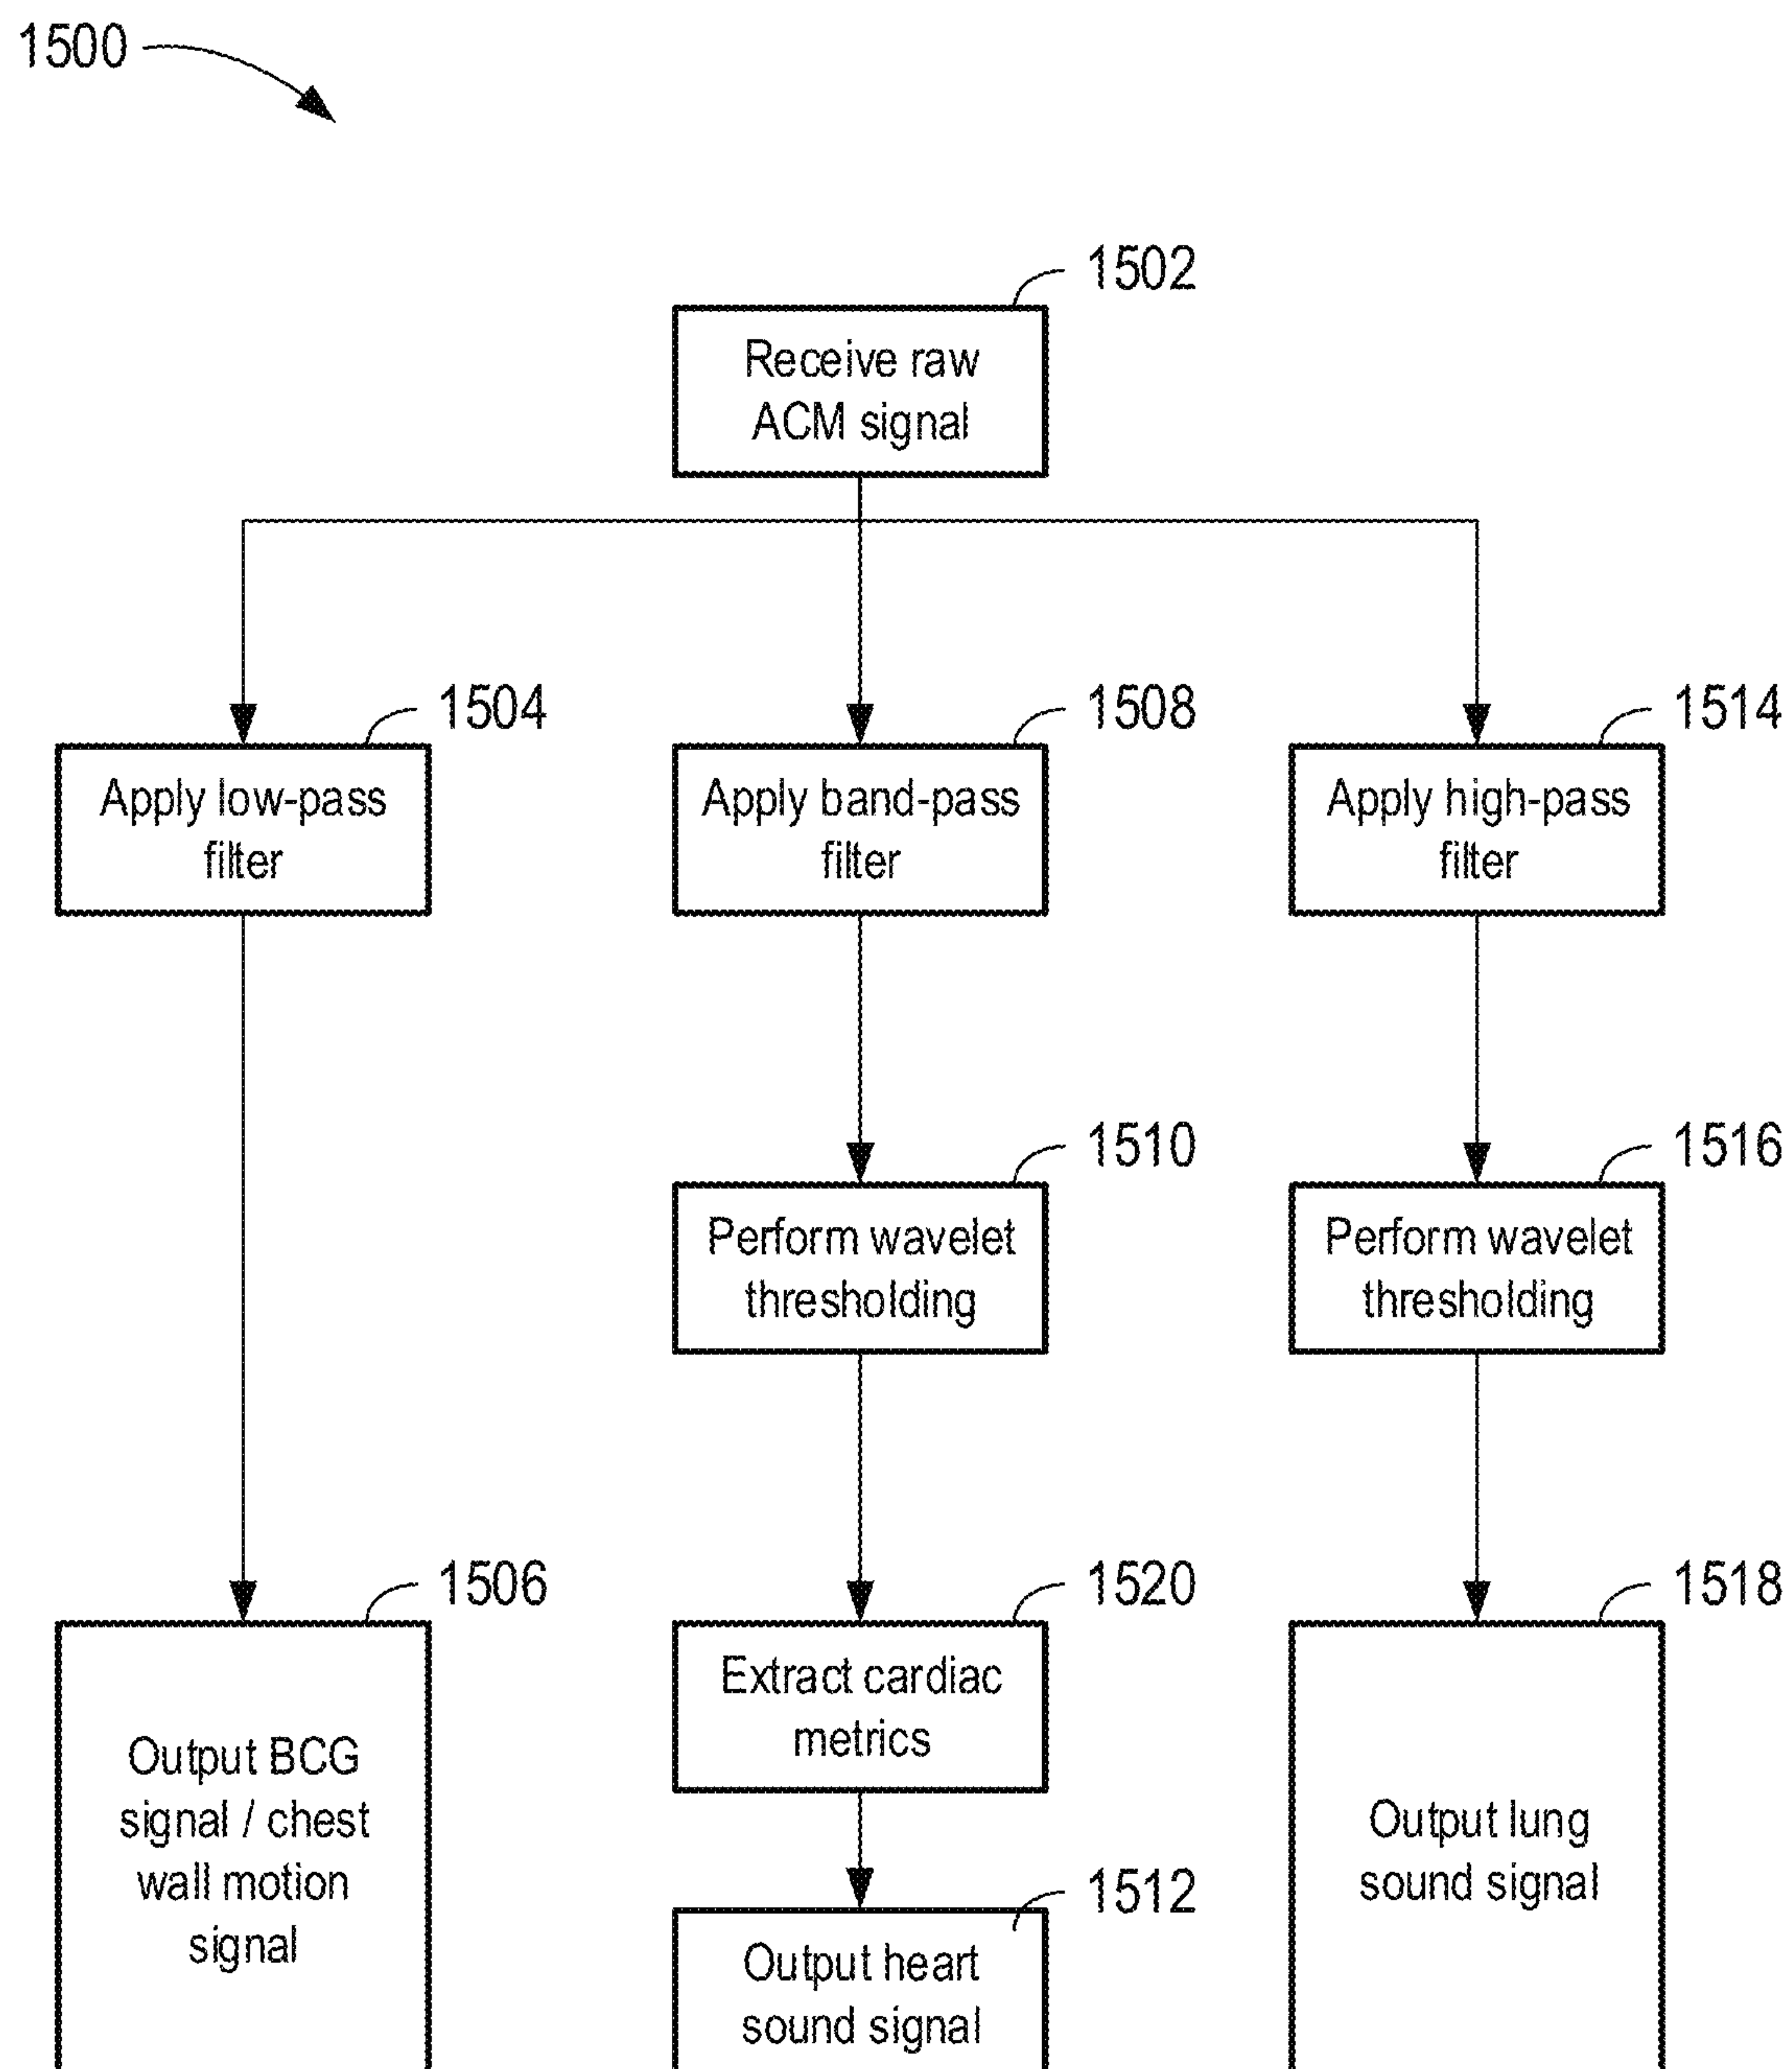 1500
1502
Receive raw
ACM signal
1504
Apply low-pass
filter
1508
Apply band-pass
filter
1514
Apply high-pass
filter
1510
Perform wavelet
thresholding
1516
Perform wavelet
thresholding
1506
Output BCG
signal / chest
wall motion
signal
1520
Extract cardiac
metrics
1518
Output lung
sound signal
1512
Output heart
sound signal